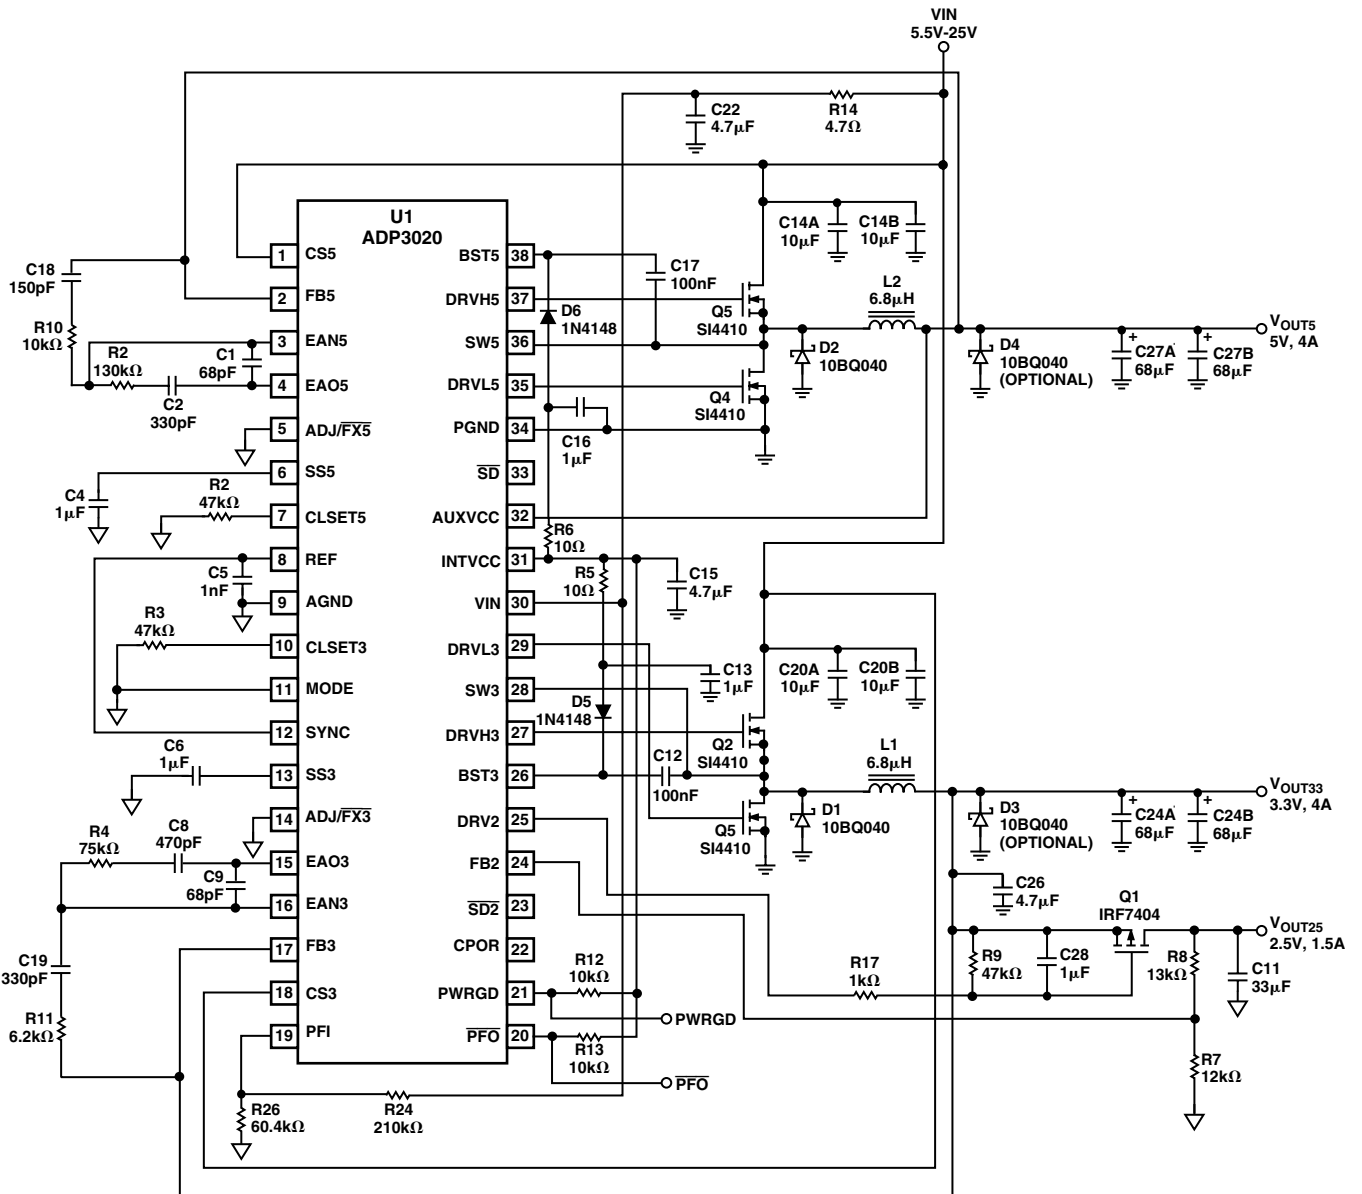 VIN
5.5V-25V
C22
4.7μF
R14
4.7Ω
U1
ADP3020
C14A
10μF
C14B
10μF
1
CS5
BST5
38
C17
100nF
C18
150pF
2
FB5
DRVH5
37
D6
1N4148
Q5
SI4410
L2
6.8μH
R10
10kΩ
3
EAN5
SW5
36
D2
10BQ040
D4
10BQ040
(OPTIONAL)
+
C27A
68μF
+
C27B
68μF
VOUT5
5V, 4A
R2
130kΩ
C1
68pF
C2
330pF
4
EAO5
DRVL5
35
Q4
SI4410
5
ADJ/FX5
PGND
34
C16
1μF
6
SS5
SD
33
C4
1μF
R2
47kΩ
7
CLSET5
AUXVCC
32
R6
10Ω
8
REF
INTVCC
31
C5
1nF
R5
10Ω
C15
4.7μF
9
AGND
VIN
30
R3
47kΩ
10
CLSET3
DRVL3
29
C20A
10μF
C20B
10μF
11
MODE
SW3
28
C13
1μF
D5
1N4148
12
SYNC
DRVH3
27
Q2
SI4410
L1
6.8μH
C6
1μF
13
SS3
BST3
26
C12
100nF
14
ADJ/FX3
DRV2
25
Q5
SI4410
D1
10BQ040
D3
10BQ040
(OPTIONAL)
+
C24A
68μF
+
C24B
68μF
VOUT33
3.3V, 4A
R4
75kΩ
C8
470pF
15
EAO3
FB2
24
C9
68pF
16
EAN3
SD2
23
C26
4.7μF
Q1
IRF7404
VOUT25
2.5V, 1.5A
17
FB3
CPOR
22
C19
330pF
R12
10kΩ
R17
1kΩ
R9
47kΩ
C28
1μF
R8
13kΩ
C11
33μF
18
CS3
PWRGD
21
PWRGD
R11
6.2kΩ
19
PFI
PFO
20
R13
10kΩ
PFO
R7
12kΩ
R26
60.4kΩ
R24
210kΩ